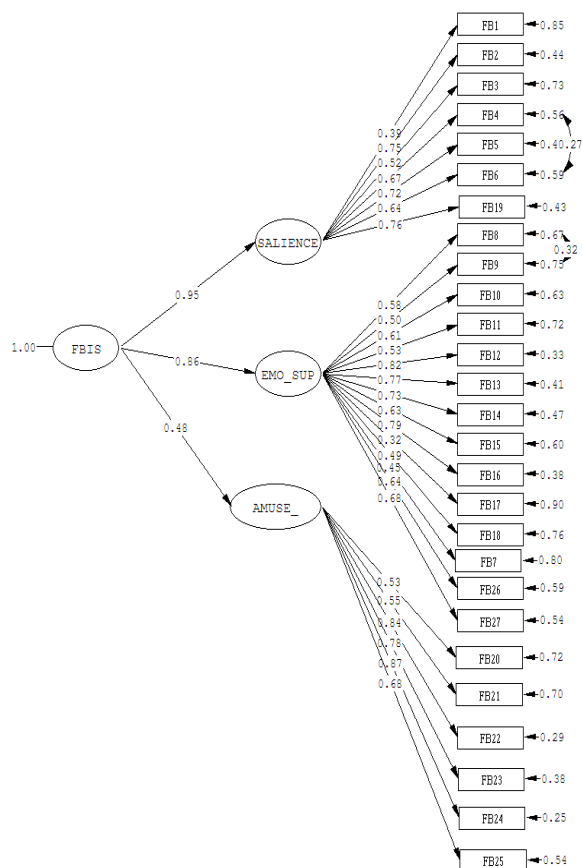 FB1 0.85
FB2 0.44
FB3 0.73
FB4 0.56
FB5 0.40 0.27
FB6 0.59
FB19 0.43
FB8 0.67
0.32
FB9 0.75
FB10 0.63
FB11 0.72
FB12 0.33
FB13 0.41
FB14 0.47
FB15 0.60
FB16 0.38
FB17 0.90
FB18 0.76
FB7 0.80
FB26 0.59
FB27 0.54
FB20 0.72
FB21 0.70
FB22 0.29
FB23 0.38
FB24 0.25
FB25 0.54
0.39
0.75
0.52
0.67
0.72
0.64
0.76
SALIENCE
0.95
1.00 FBIS
0.86
EMO_SUP
0.48
AMUSE_
0.58
0.50
0.61
0.53
0.82
0.77
0.73
0.63
0.79
0.32
0.49
0.45
0.64
0.68
0.53
0.55
0.84
0.78
0.87
0.68